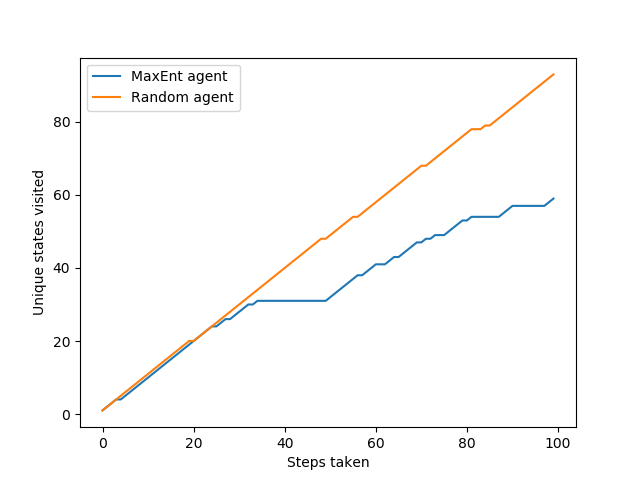 MaxEnt agent
Random agent
Unique states visited
80
60
40
20
0
0 20 40 60 80 100
Steps taken